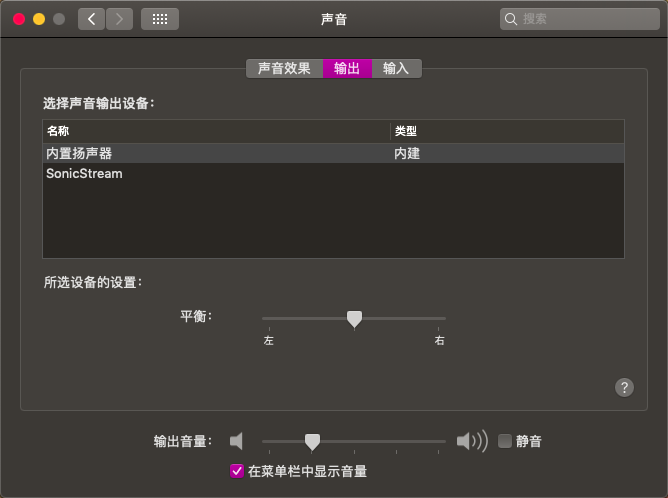 声音
搜索
声音效果 输出 输入
选择声音输出设备：
名称 类型
内置扬声器 内建
SonicStream
所选设备的设置：
平衡：
左 右
?
输出音量： 静音
在菜单栏中显示音量